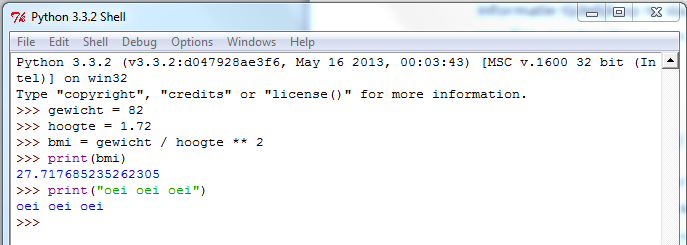 Python 3.3.2 Shell
File Edit Shell Debug Options Windows Help
Python 3.3.2 (v3.3.2:d047928ae3f6, May 16 2013, 00:03:43) [MSC v.1600 32 bit (In
tel)] on win32
Type "copyright", "credits" or "license()" for more information.
>>> gewicht = 82
>>> hoogte = 1.72
>>> bmi = gewicht / hoogte ** 2
>>> print(bmi)
27.717685235262305
>>> print("oei oei oei")
oei oei oei
>>>